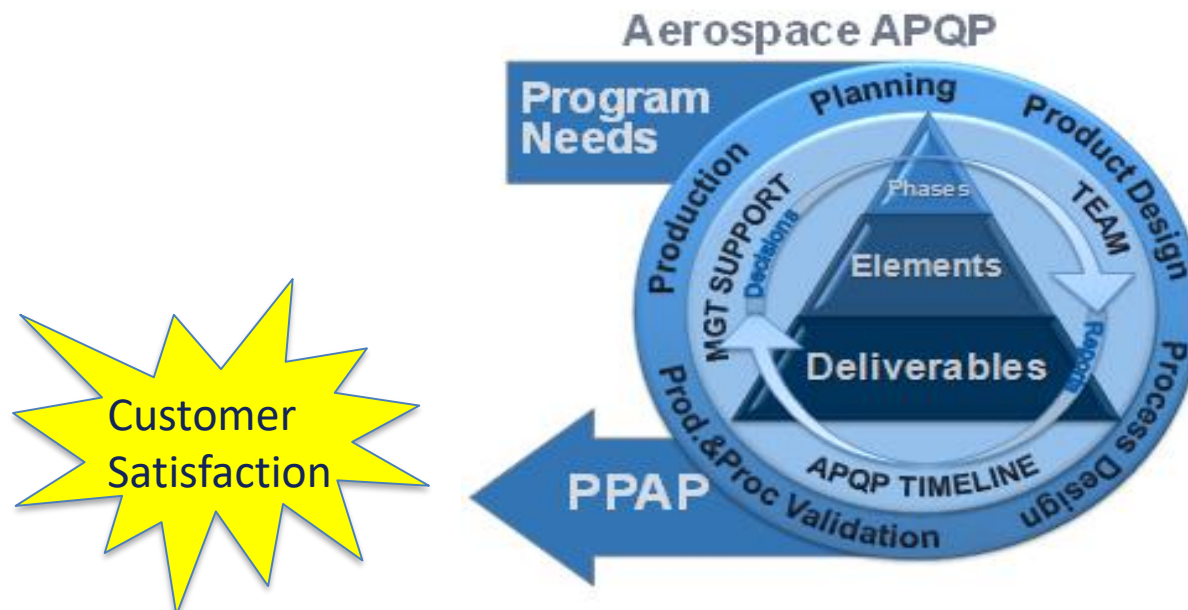 Aerospace APQP
Program
Needs
Planning
Product Design
Process Design
Prod.&Proc Validation
Production
MGT SUPPORT
TEAM
APQP TIMELINE
Decisions
Reports
Phases
Elements
Deliverables
Customer
Satisfaction
PPAP